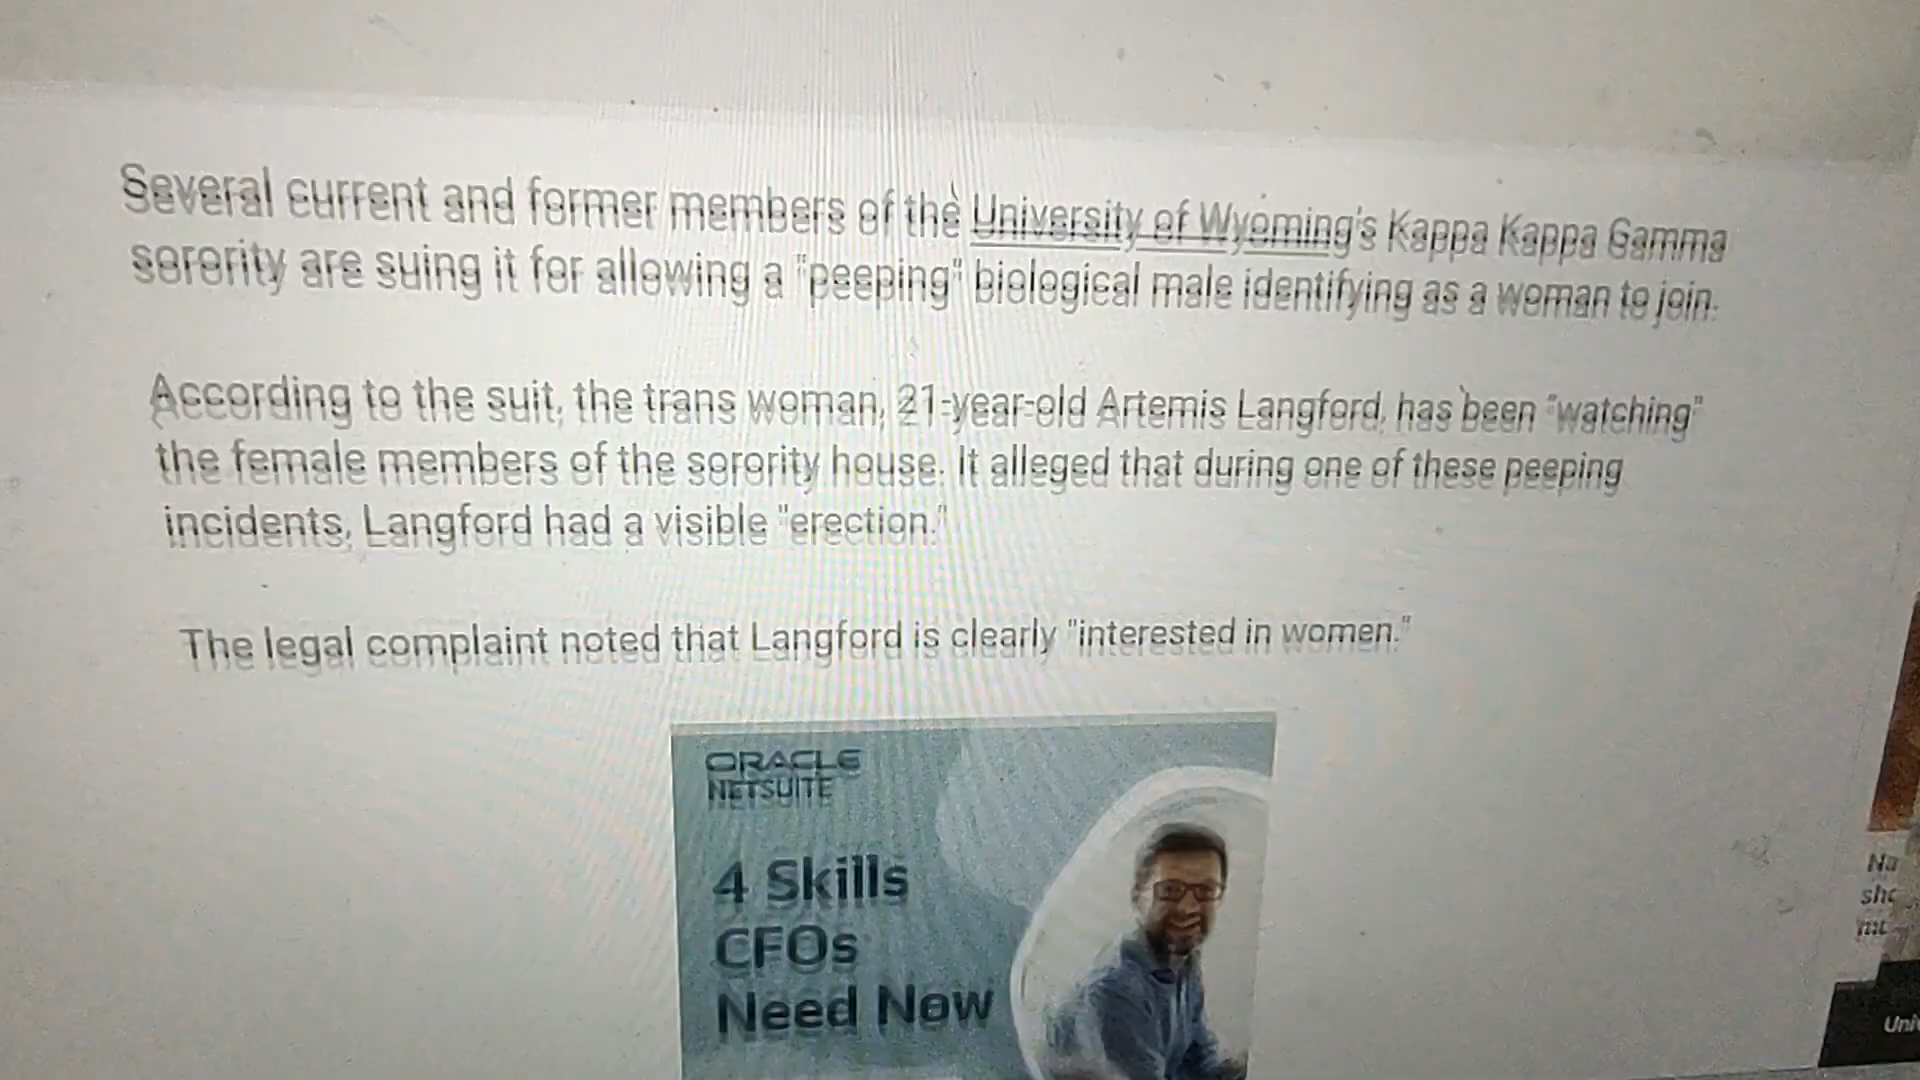 Several current and former members of the University of Wyoming's Kappa Kappa Gamma
sorority are suing it for allowing a "peeping" biological male identifying as a woman to join.
According to the suit, the trans woman, 21-year-old Artemis Langford, has been "watching"
the female members of the sorority house. It alleged that during one of these peeping
incidents, Langford had a visible "erection."
The legal complaint noted that Langford is clearly "interested in women."
ORACLE
NETSUITE
4 Skills
CFOs
Need Now